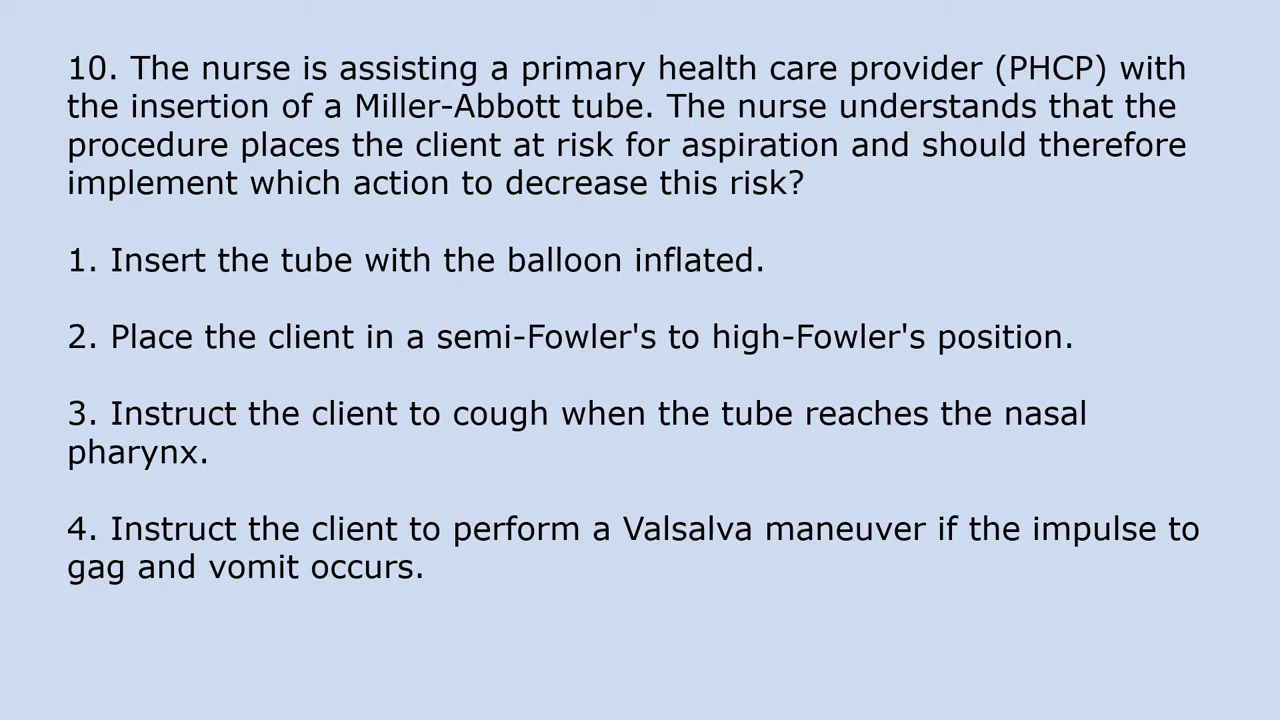 10. The nurse is assisting a primary health care provider (PHCP) with
the insertion of a Miller-Abbott tube. The nurse understands that the
procedure places the client at risk for aspiration and should therefore
implement which action to decrease this risk?
1. Insert the tube with the balloon inflated.
2. Place the client in a semi-Fowler's to high-Fowler's position.
3. Instruct the client to cough when the tube reaches the nasal
pharynx.
4. Instruct the client to perform a Valsalva maneuver if the impulse to
gag and vomit occurs.